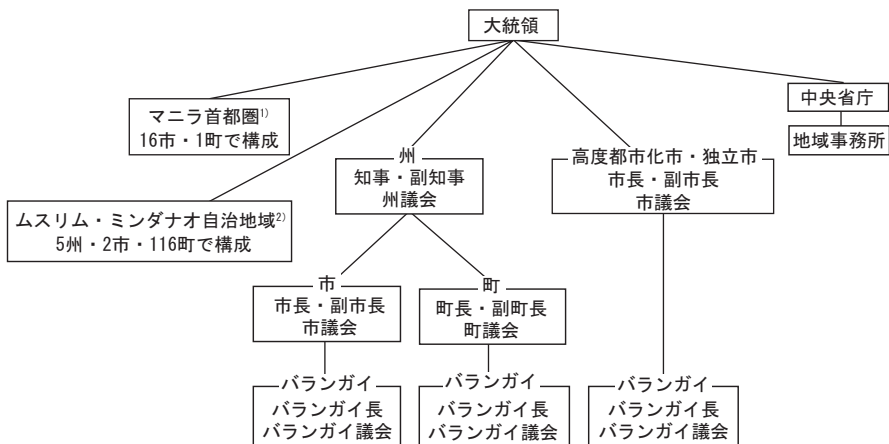 大統領
マニラ首都圏1)
16市・1町で構成
中央省庁
地域事務所
州
知事・副知事
州議会
高度都市化市・独立市
市長・副市長
市議会
ムスリム・ミンダナオ自治地域2)
5州・2市・116町で構成
市
市長・副市長
市議会
町
町長・副町長
町議会
バランガイ
バランガイ長
バランガイ議会
バランガイ
バランガイ長
バランガイ議会
バランガイ
バランガイ長
バランガイ議会